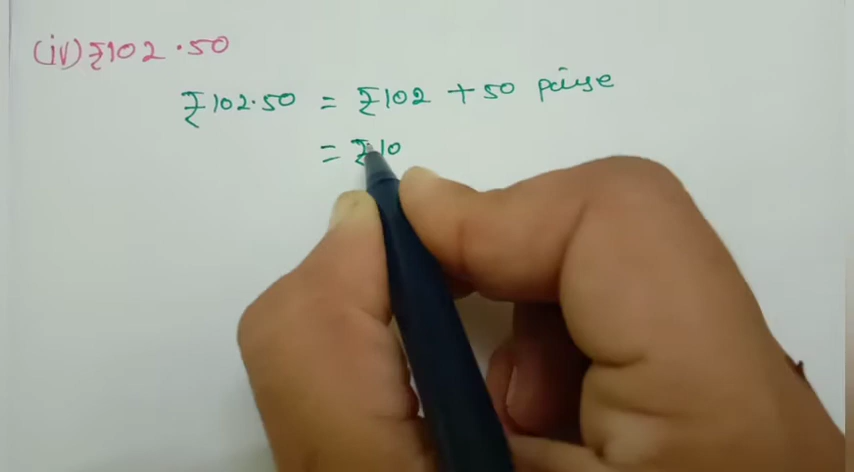 (iv) ₹102.50
₹102.50 = ₹102 + 50 paise
= ₹10